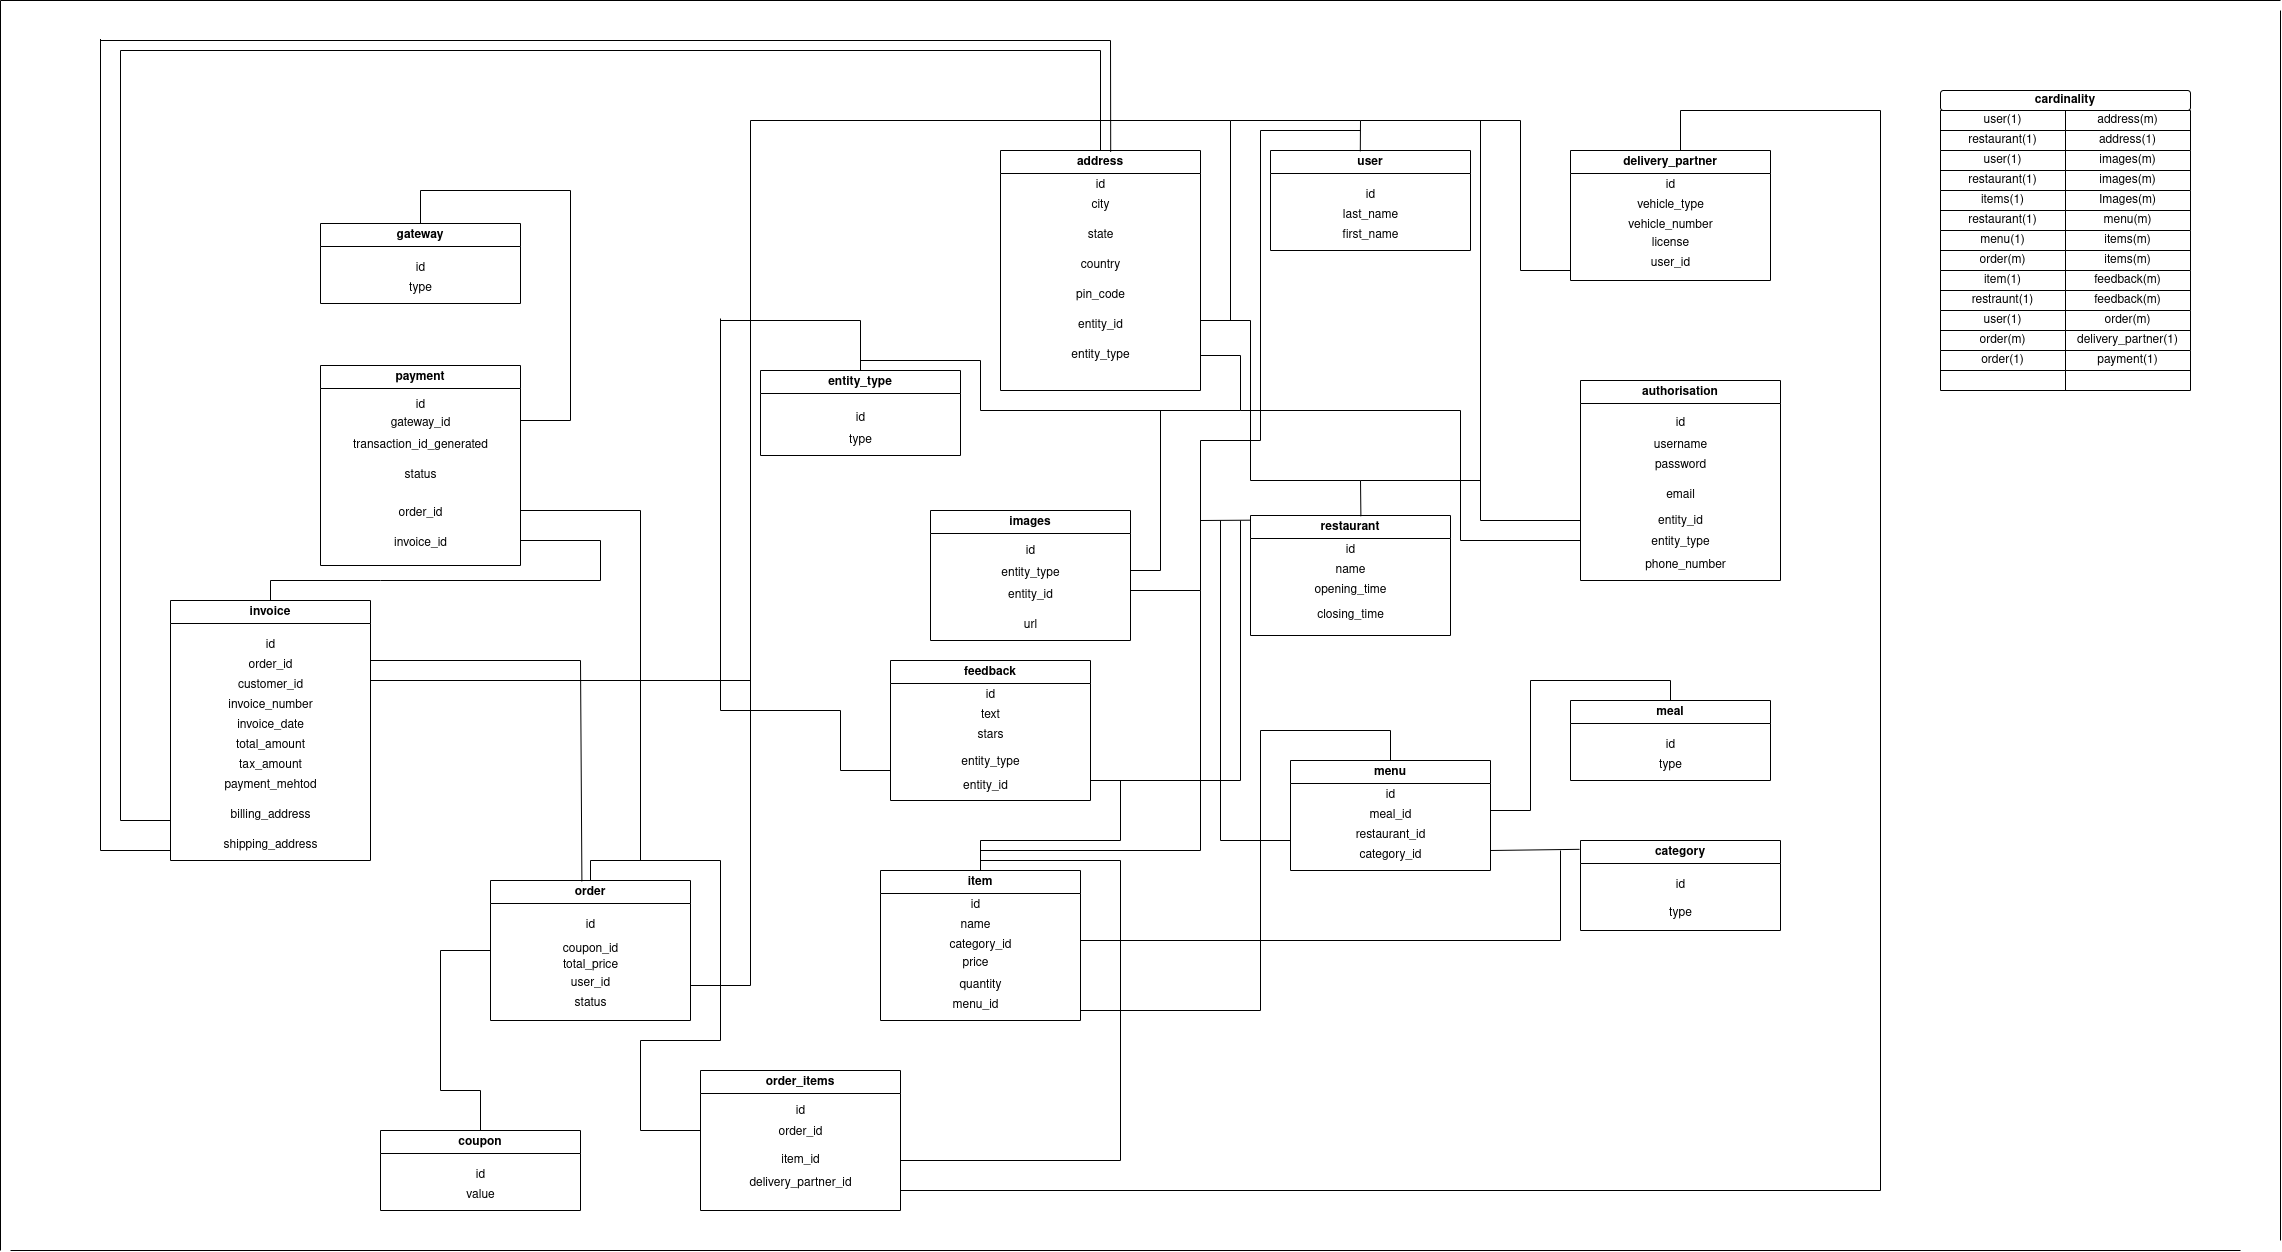 cardinality
user(1) address(m)
restaurant(1) address(1)
user(1) images(m)
restaurant(1) images(m)
items(1) Images(m)
restaurant(1) menu(m)
menu(1) items(m)
order(m) items(m)
item(1) feedback(m)
restraunt(1) feedback(m)
user(1) order(m)
order(m) delivery_partner(1)
order(1) payment(1)
address
id
city
state
country
pin_code
entity_id
entity_type
user
id
last_name
first_name
delivery_partner
id
vehicle_type
vehicle_number
license
user_id
gateway
id
type
payment
id
gateway_id
transaction_id_generated
status
order_id
invoice_id
entity_type
id
type
authorisation
id
username
password
email
entity_id
entity_type
phone_number
images
id
entity_type
entity_id
url
restaurant
id
name
opening_time
closing_time
invoice
id
order_id
customer_id
invoice_number
invoice_date
total_amount
tax_amount
payment_mehtod
billing_address
shipping_address
feedback
id
text
stars
entity_type
entity_id
meal
id
type
menu
id
meal_id
restaurant_id
category_id
category
id
type
order
id
coupon_id
total_price
user_id
status
item
id
name
category_id
price
quantity
menu_id
order_items
id
order_id
item_id
delivery_partner_id
coupon
id
value